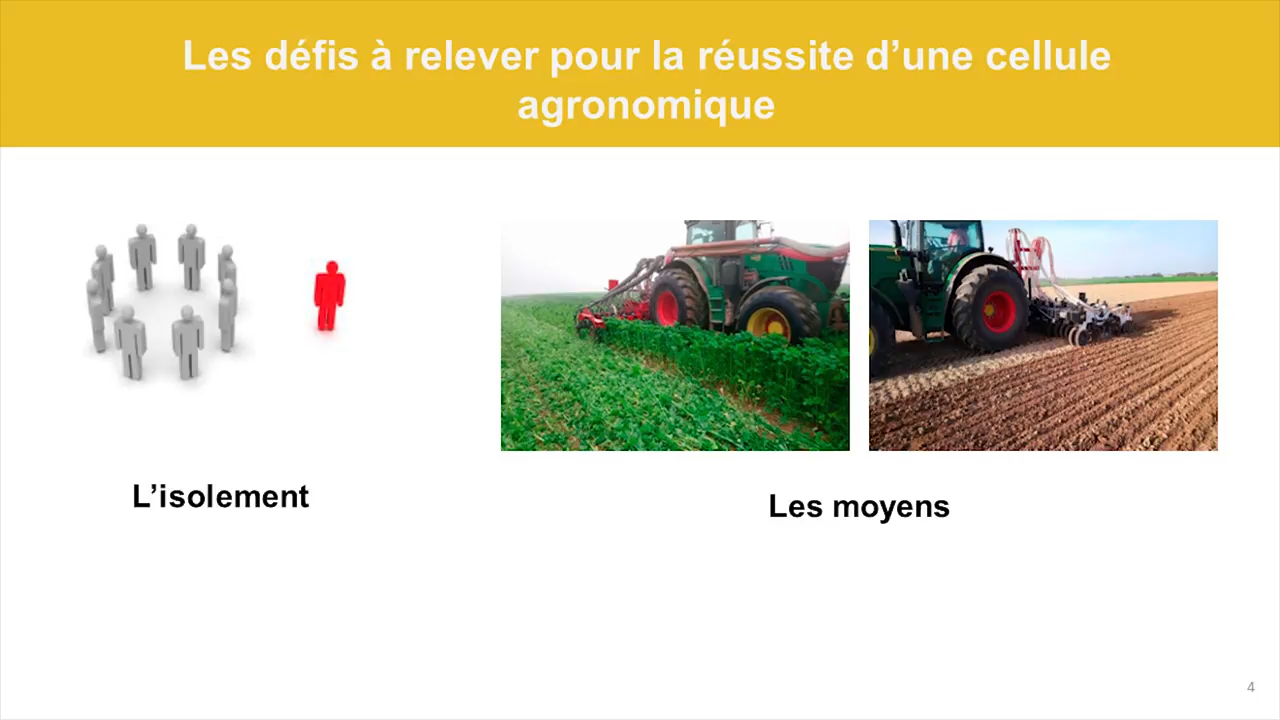 Les défis à relever pour la réussite d’une cellule
agronomique
L’isolement
Les moyens
4